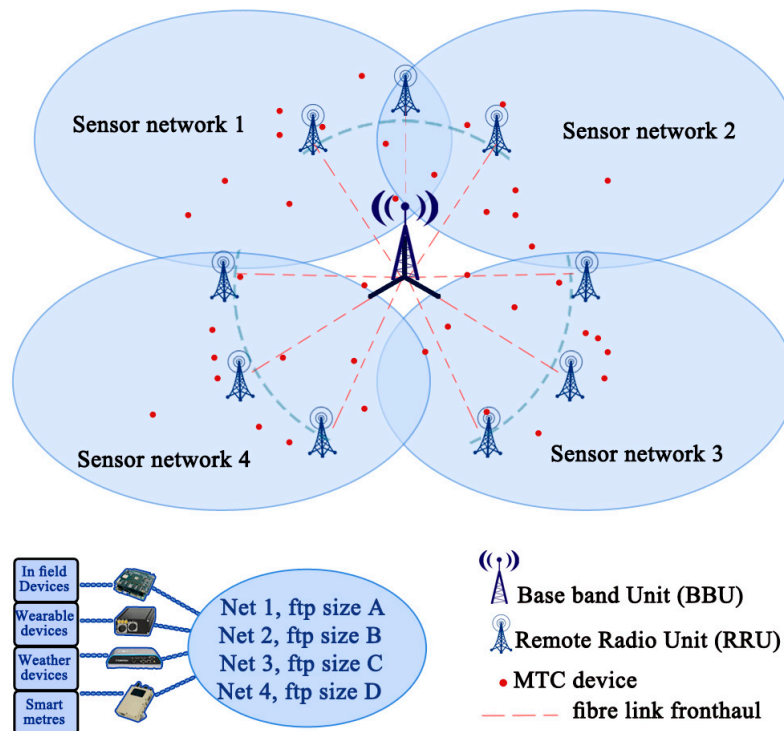 Sensor network 1
Sensor network 2
Sensor network 4
Sensor network 3
In field
Devices
Wearable
devices
Weather
devices
Smart
metres
Net 1, ftp size A
Net 2, ftp size B
Net 3, ftp size C
Net 4, ftp size D
Base band Unit (BBU)
Remote Radio Unit (RRU)
MTC device
fibre link fronthaul